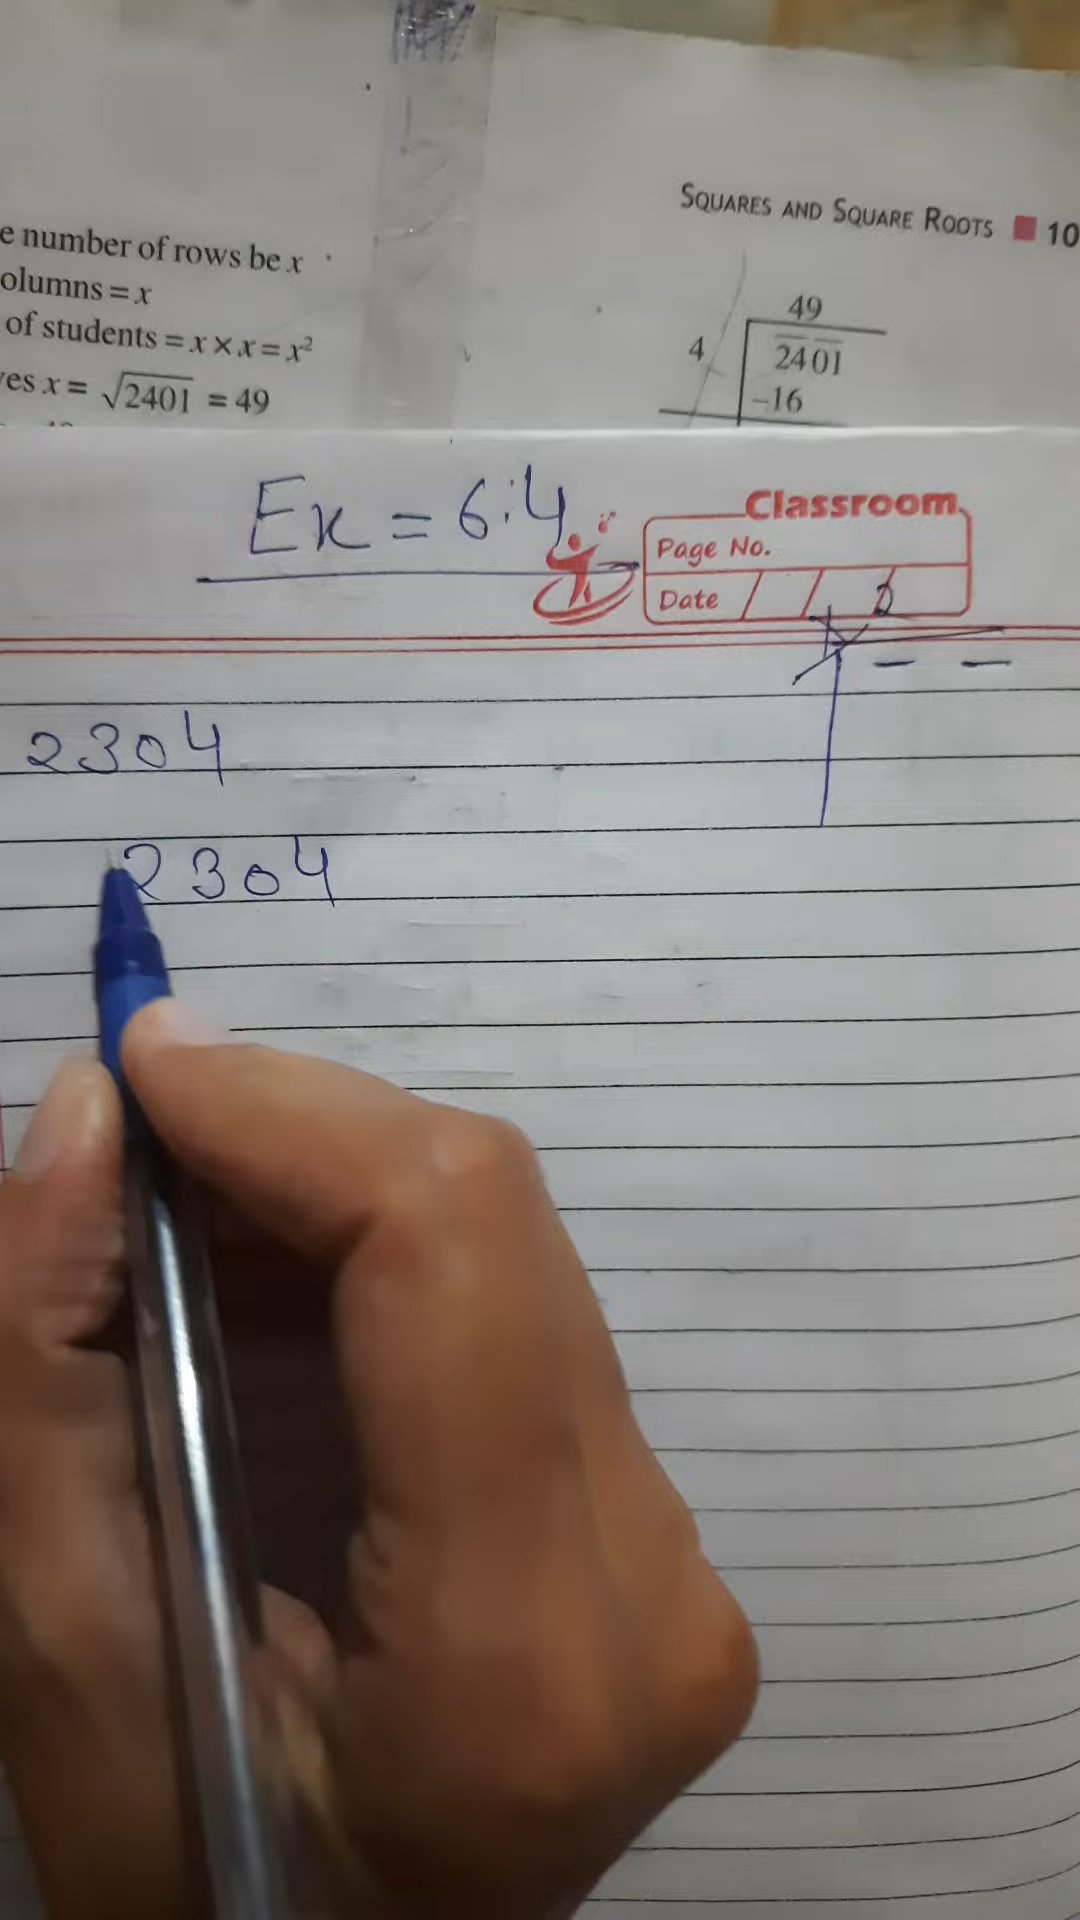 SQUARES AND SQUARE ROOTS 10
e number of rows be x
olumns = x
of students = x × x = x²
es x = √2401 = 49
49
4 2401
−16
Ex = 6.4
Classroom
Page No.
Date / /
2304
2304